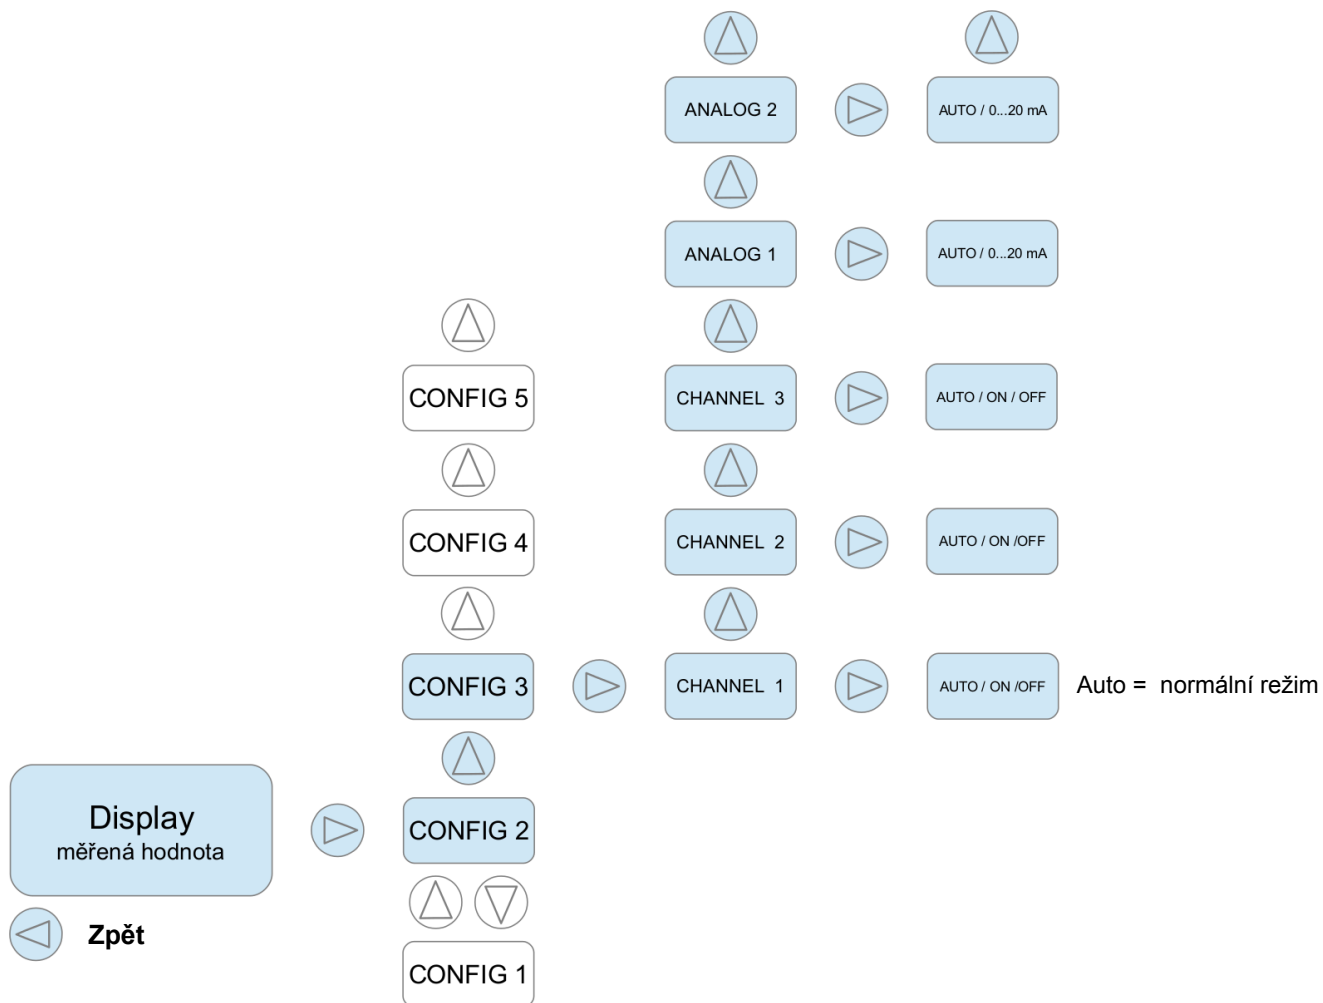 ANALOG 2
AUTO / 0...20 mA
ANALOG 1
AUTO / 0...20 mA
CONFIG 5
CHANNEL  3
AUTO / ON / OFF
CONFIG 4
CHANNEL  2
AUTO / ON /OFF
CONFIG 3
CHANNEL  1
AUTO / ON /OFF
Auto =  normální režim
Display
měřená hodnota
CONFIG 2
Zpět
CONFIG 1